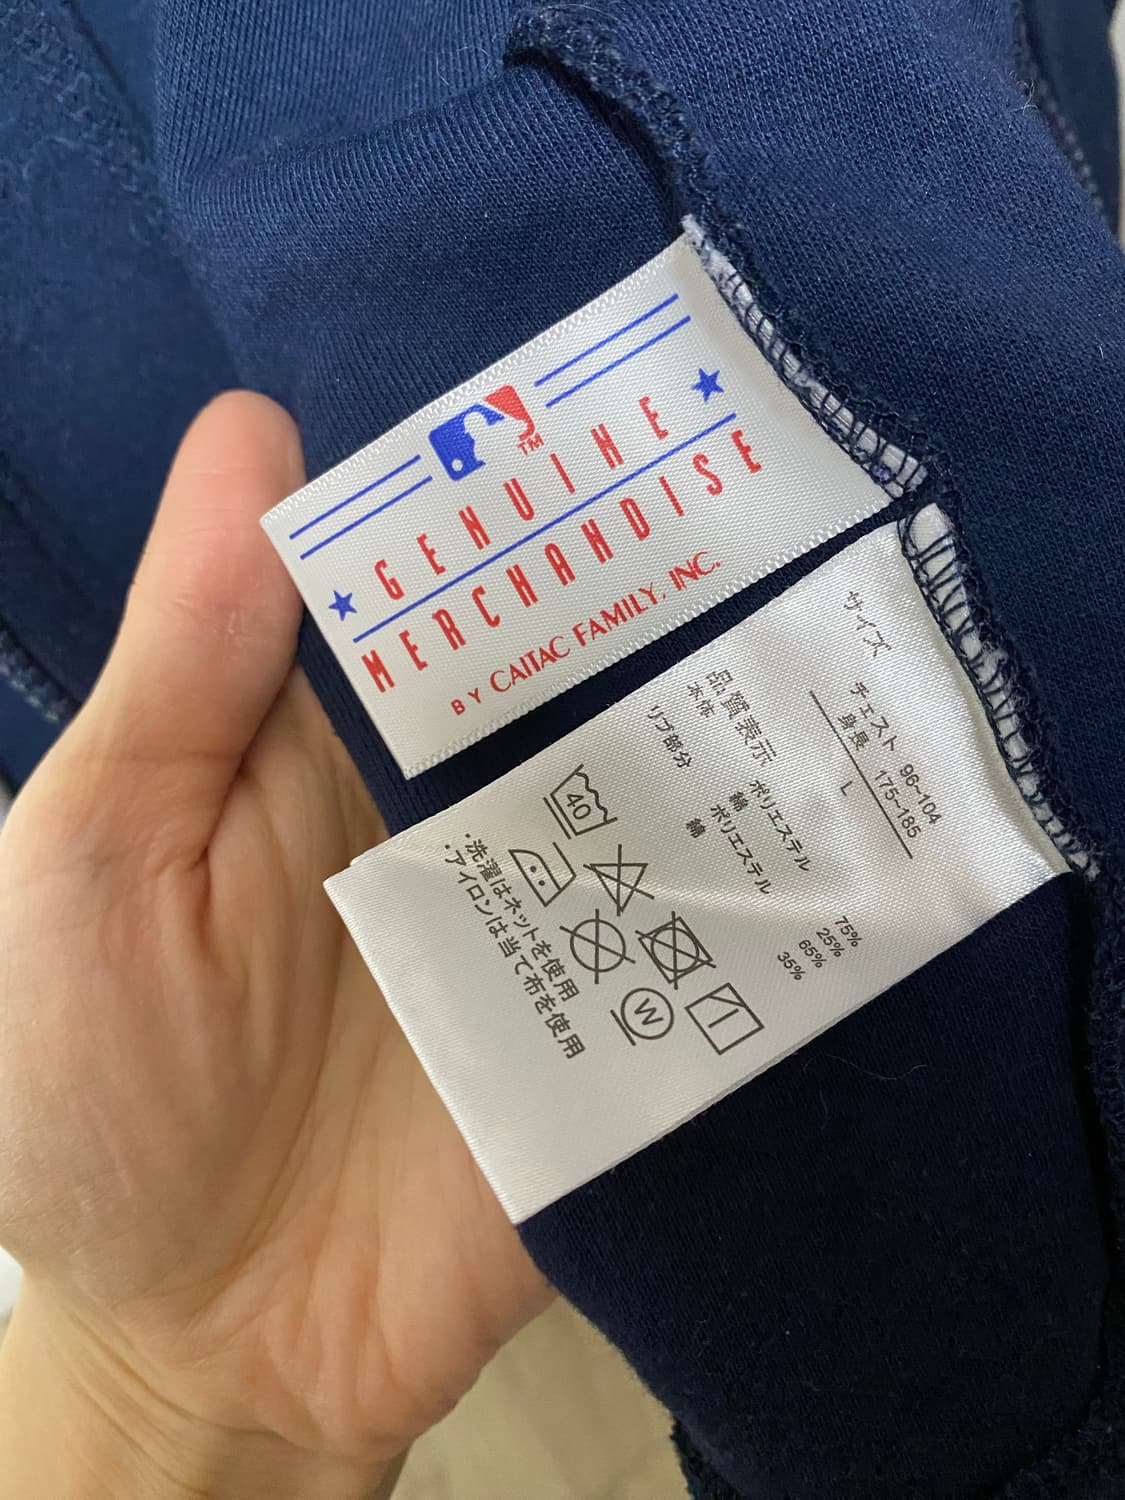 TM
GENUINE
MERCHANDISE
BY CAITAC FAMILY, INC.
サイズ
チェスト 96-104
身長 175-185
L
品質表示
本体 ポリエステル 75%
綿 25%
リブ部分 ポリエステル 65%
綿 35%
40
W
・洗濯はネットを使用
・アイロンは当て布を使用